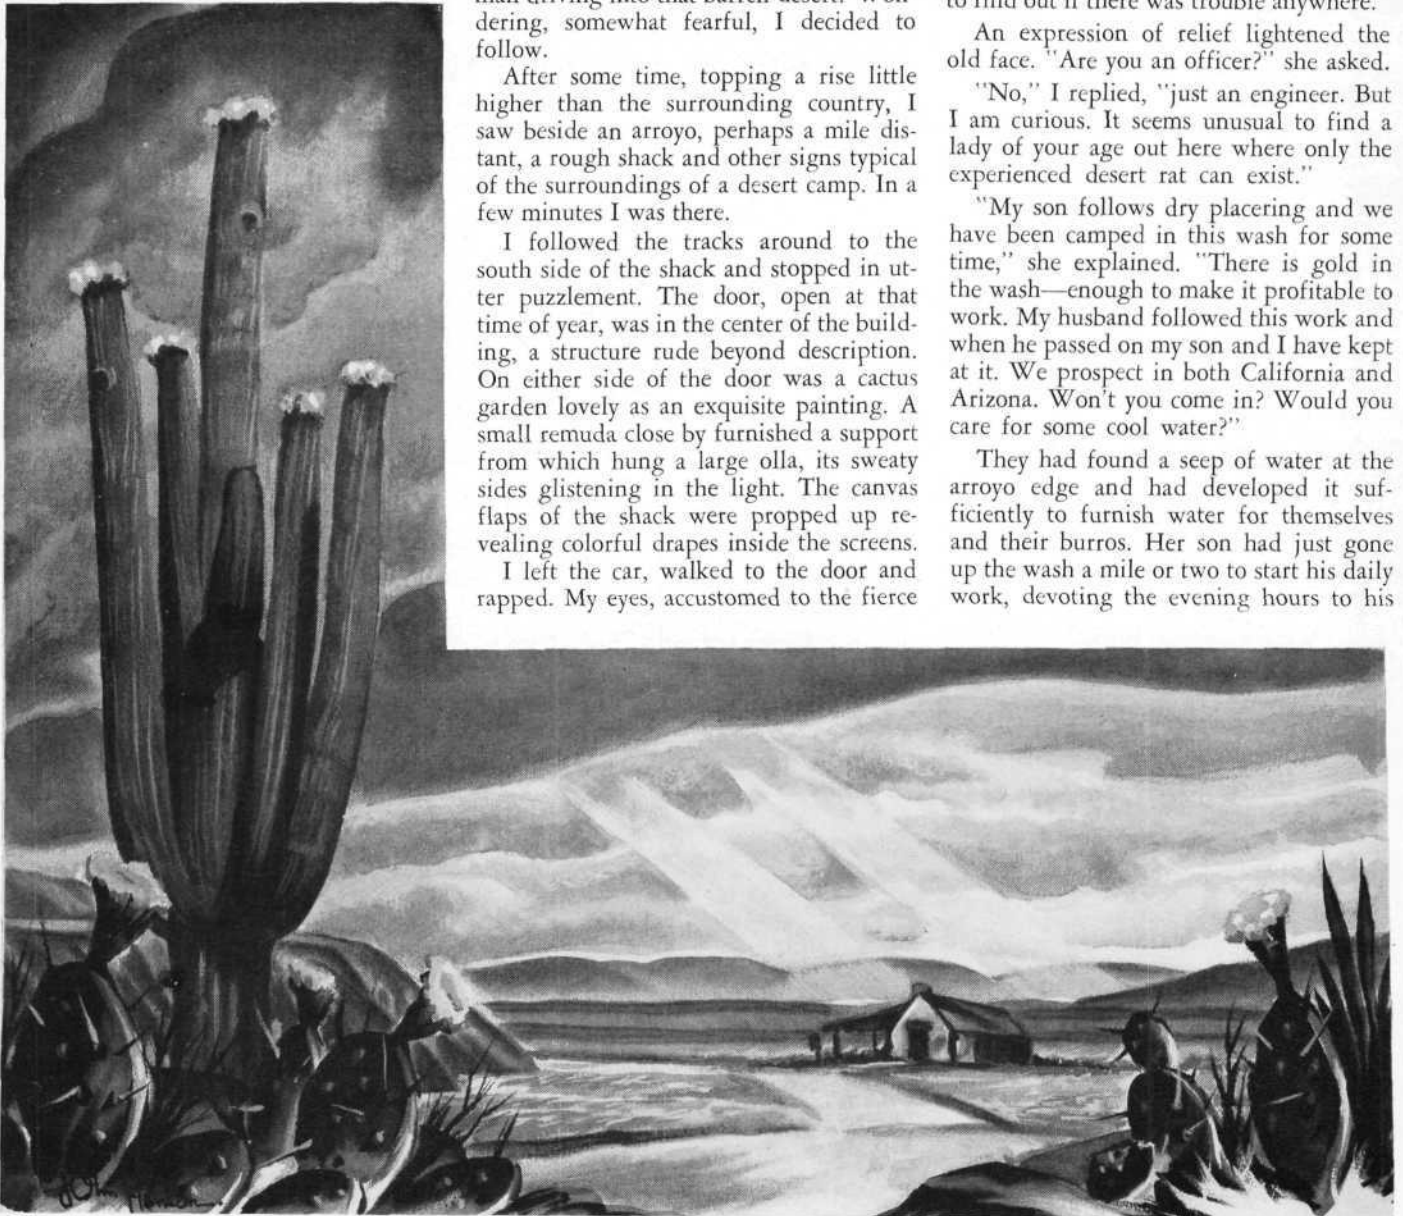 dering, somewhat fearful, I decided to
follow.
After some time, topping a rise little
higher than the surrounding country, I
saw beside an arroyo, perhaps a mile dis-
tant, a rough shack and other signs typical
of the surroundings of a desert camp. In a
few minutes I was there.
I followed the tracks around to the
south side of the shack and stopped in ut-
ter puzzlement. The door, open at that
time of year, was in the center of the build-
ing, a structure rude beyond description.
On either side of the door was a cactus
garden lovely as an exquisite painting. A
small remuda close by furnished a support
from which hung a large olla, its sweaty
sides glistening in the light. The canvas
flaps of the shack were propped up re-
vealing colorful drapes inside the screens.
I left the car, walked to the door and
rapped. My eyes, accustomed to the fierce
to find out if there was trouble anywhere.
An expression of relief lightened the
old face. "Are you an officer?" she asked.
"No," I replied, "just an engineer. But
I am curious. It seems unusual to find a
lady of your age out here where only the
experienced desert rat can exist."
"My son follows dry placering and we
have been camped in this wash for some
time," she explained. "There is gold in
the wash—enough to make it profitable to
work. My husband followed this work and
when he passed on my son and I have kept
at it. We prospect in both California and
Arizona. Won't you come in? Would you
care for some cool water?"
They had found a seep of water at the
arroyo edge and had developed it suf-
ficiently to furnish water for themselves
and their burros. Her son had just gone
up the wash a mile or two to start his daily
work, devoting the evening hours to his
John